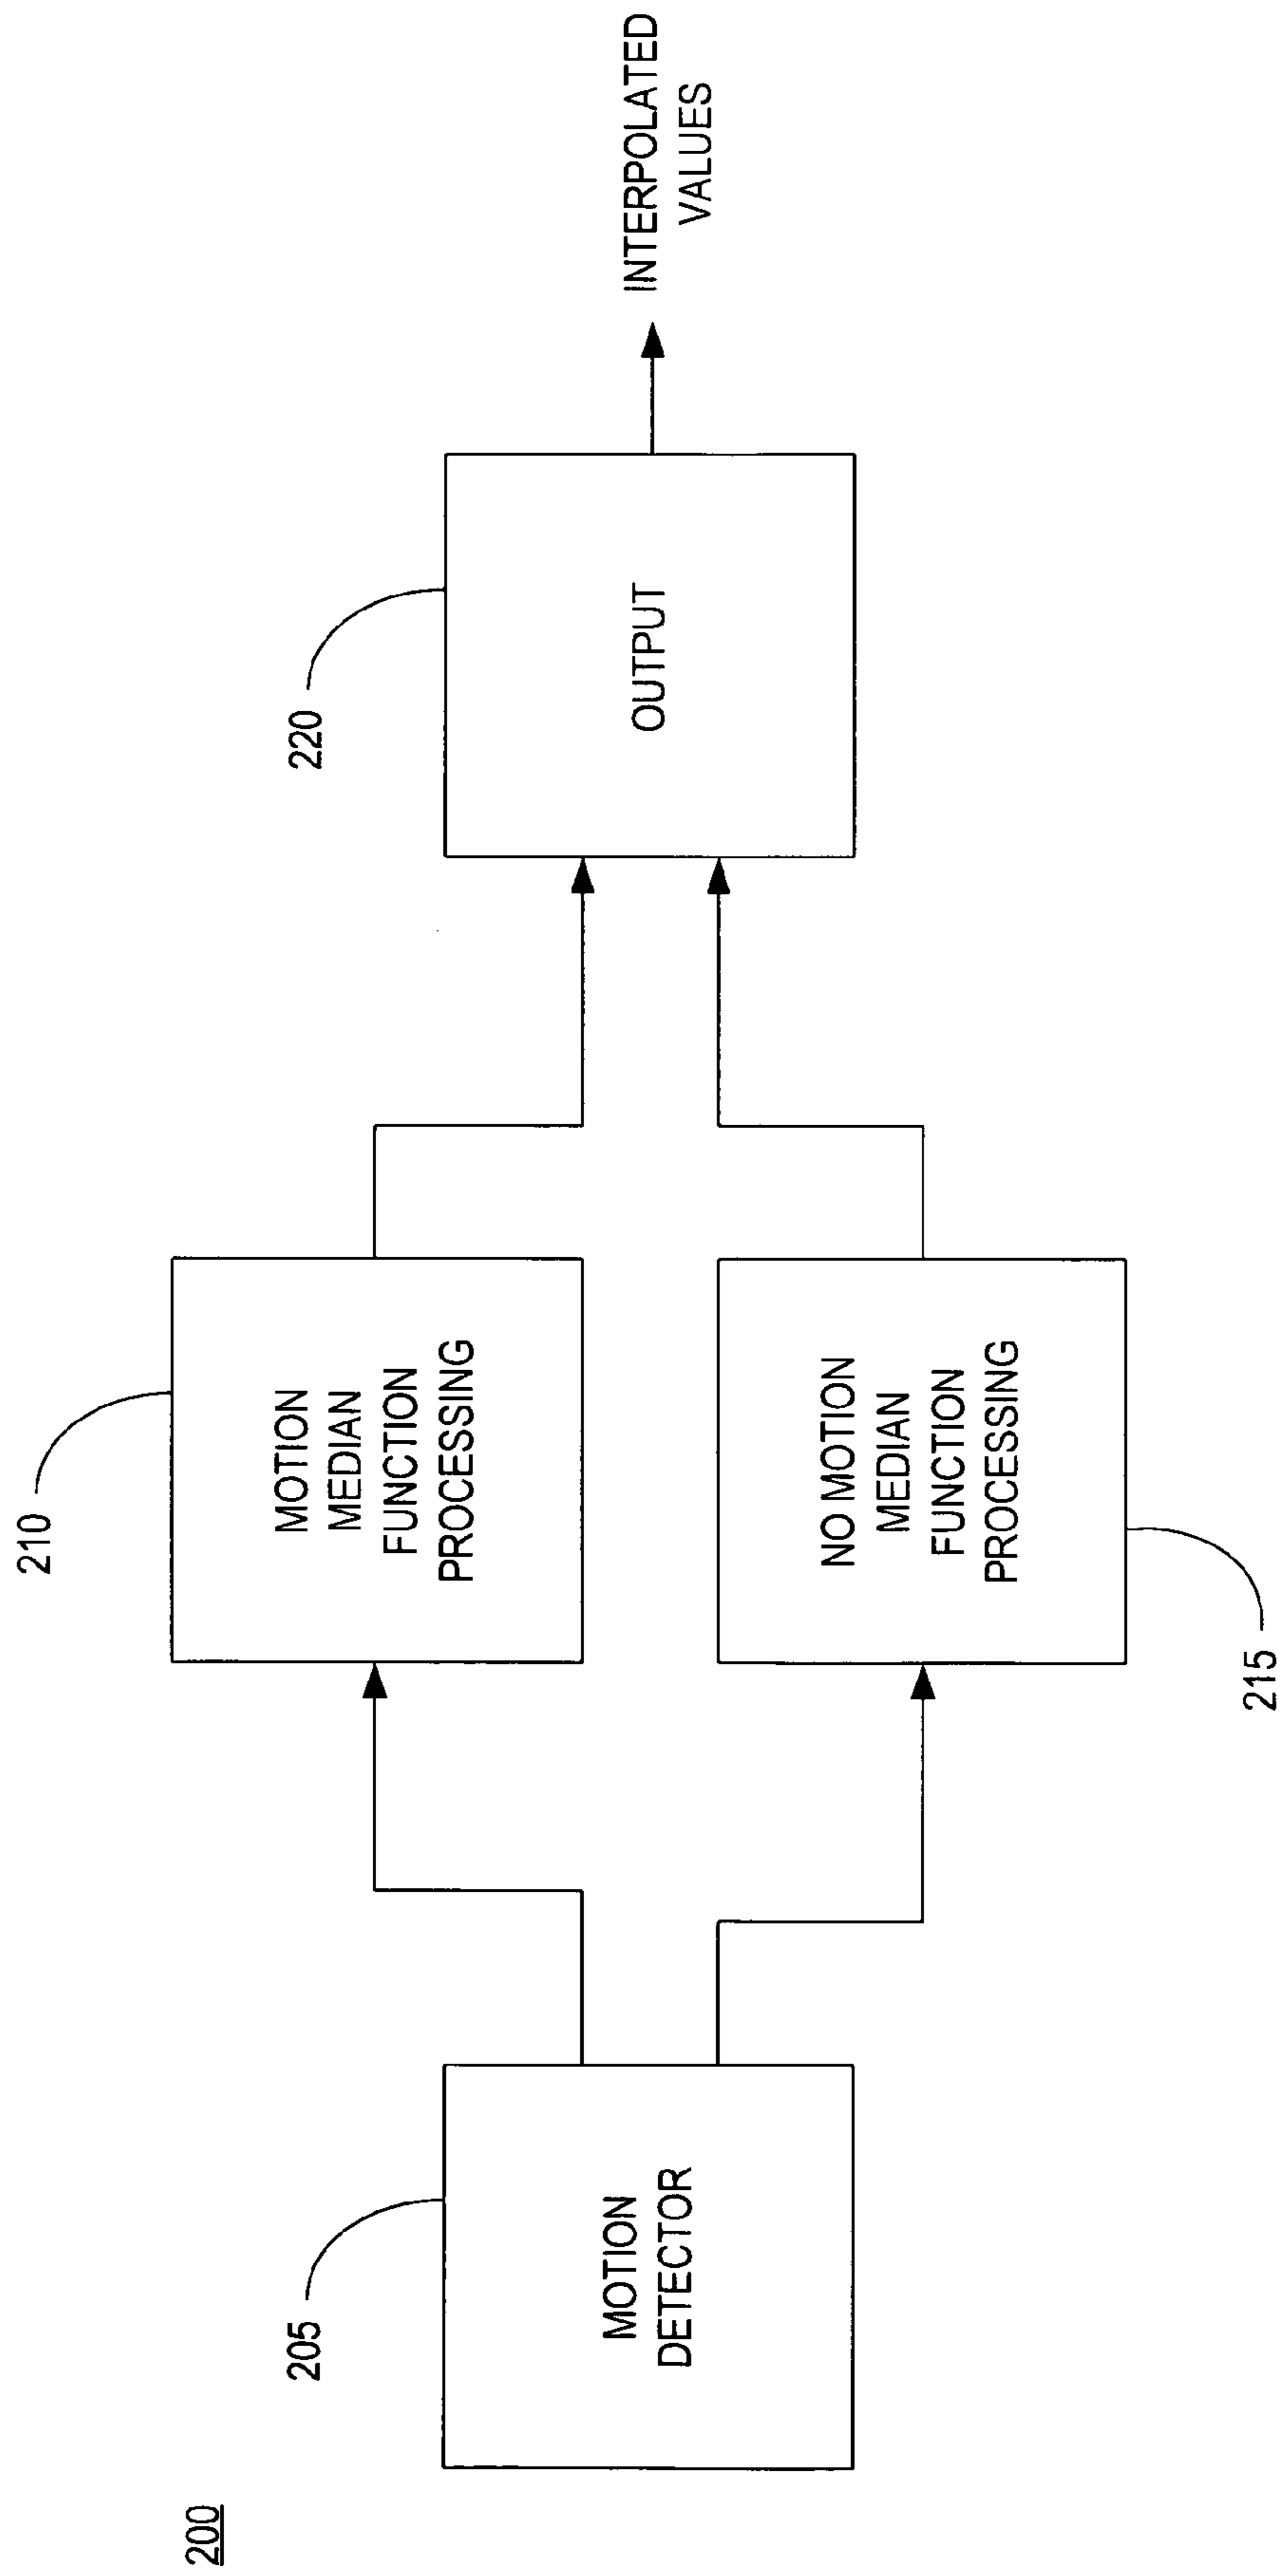 200
205
MOTION
DETECTOR
210
MOTION
MEDIAN
FUNCTION
PROCESSING
NO MOTION
MEDIAN
FUNCTION
PROCESSING
215
220
OUTPUT
INTERPOLATED
VALUES